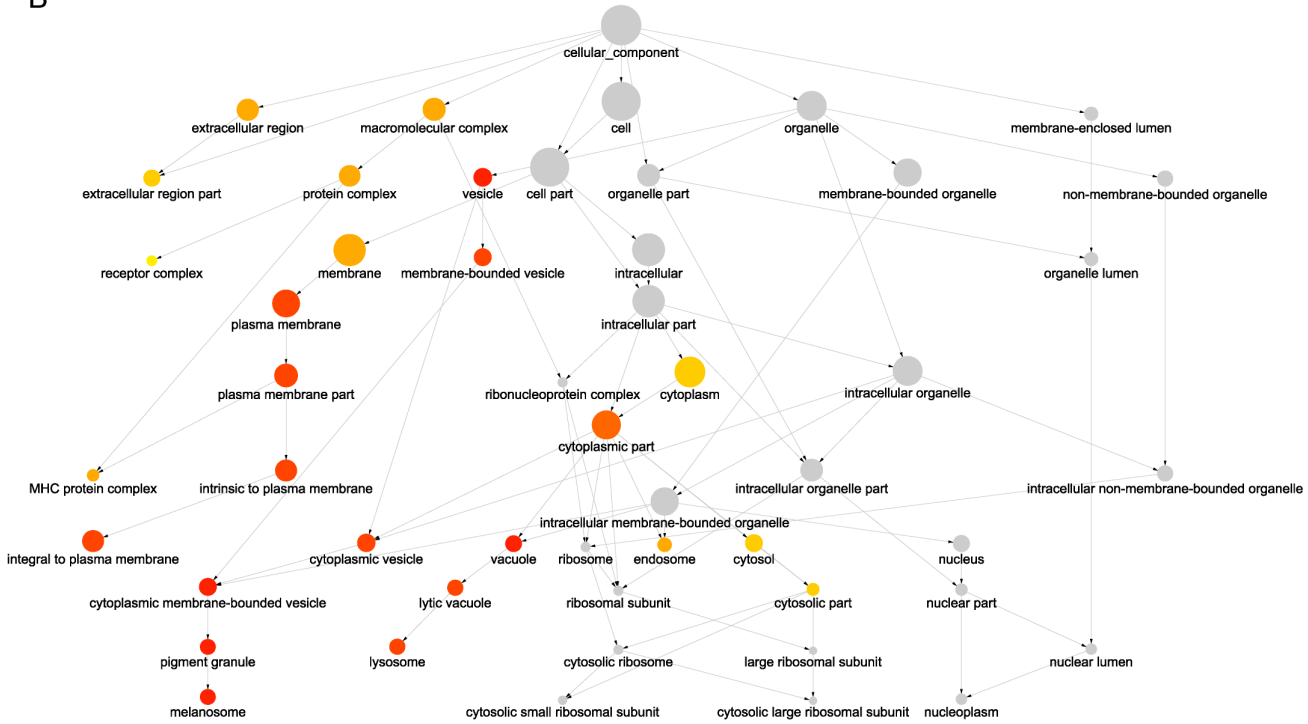 B
cellular_component
extracellular region
macromolecular complex
cell
organelle
membrane-enclosed lumen
extracellular region part
protein complex
vesicle
cell part
organelle part
membrane-bounded organelle
non-membrane-bounded organelle
receptor complex
membrane
membrane-bounded vesicle
intracellular
organelle lumen
plasma membrane
intracellular part
plasma membrane part
ribonucleoprotein complex
cytoplasm
intracellular organelle
cytoplasmic part
MHC protein complex
intrinsic to plasma membrane
intracellular organelle part
intracellular non-membrane-bounded organelle
intracellular membrane-bounded organelle
integral to plasma membrane
cytoplasmic vesicle
vacuole
ribosome
endosome
cytosol
nucleus
cytoplasmic membrane-bounded vesicle
lytic vacuole
ribosomal subunit
cytosolic part
nuclear part
pigment granule
lysosome
cytosolic ribosome
large ribosomal subunit
nuclear lumen
melanosome
cytosolic small ribosomal subunit
cytosolic large ribosomal subunit
nucleoplasm